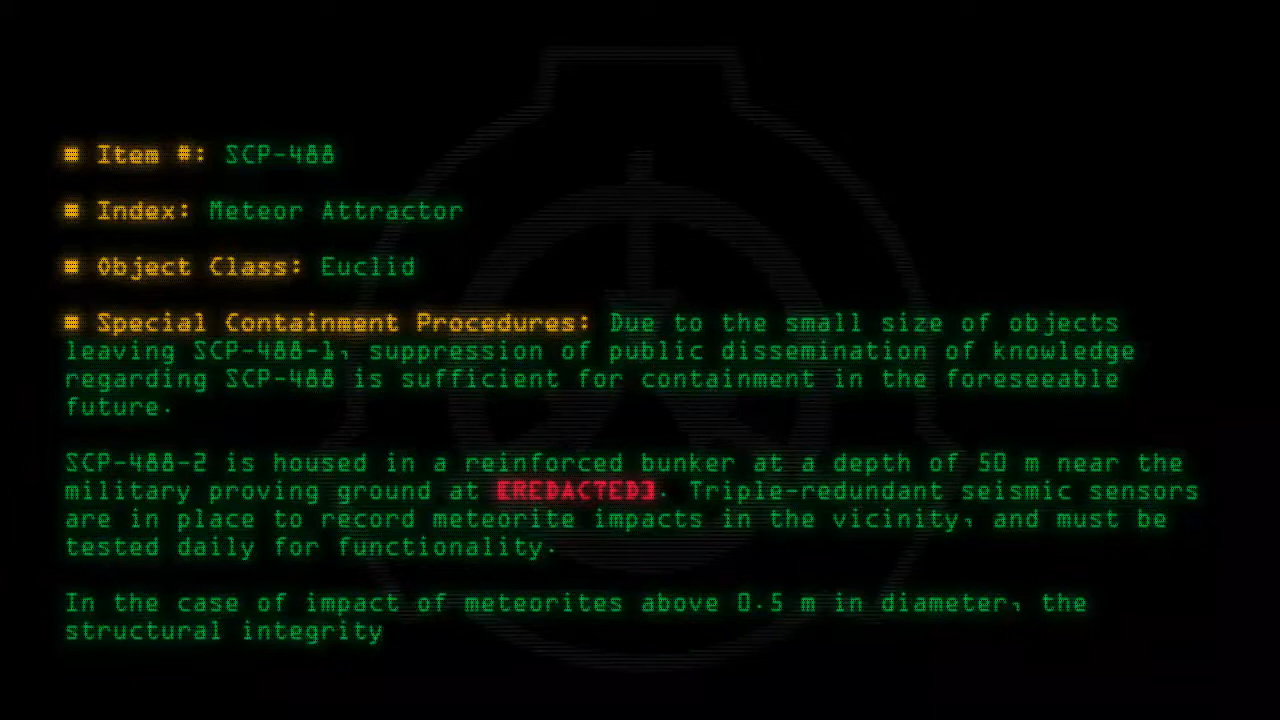 ■ Item #: SCP-488
■ Index: Meteor Attractor
■ Object Class: Euclid
■ Special Containment Procedures: Due to the small size of objects
leaving SCP-488-1, suppression of public dissemination of knowledge
regarding SCP-488 is sufficient for containment in the foreseeable
future.
SCP-488-2 is housed in a reinforced bunker at a depth of 50 m near the
military proving ground at [REDACTED]. Triple-redundant seismic sensors
are in place to record meteorite impacts in the vicinity, and must be
tested daily for functionality.
In the case of impact of meteorites above 0.5 m in diameter, the
structural integrity